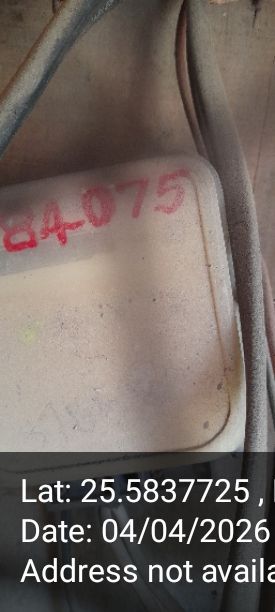 84075
Lat: 25.5837725 ,
Date: 04/04/2026
Address not availa